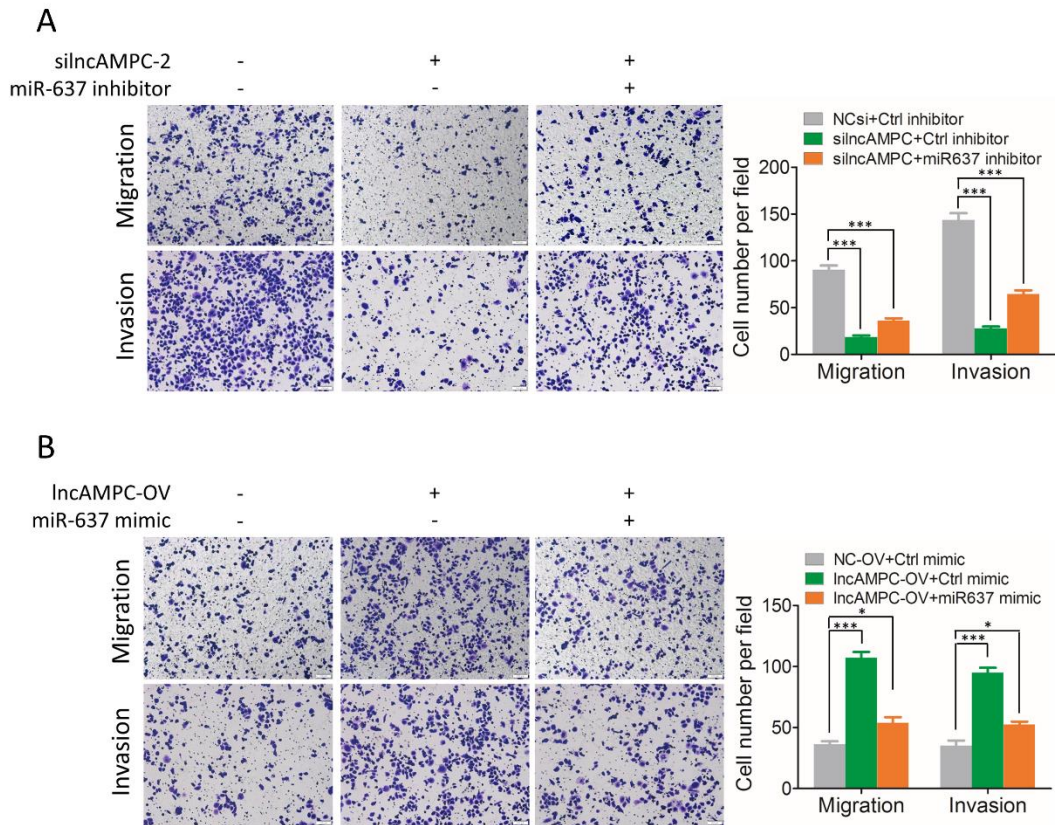 A
silncAMPC-2 - + +
miR-637 inhibitor - - +
Migration
Invasion
NCsi+Ctrl inhibitor
silncAMPC+Ctrl inhibitor
silncAMPC+miR637 inhibitor
Cell number per field
200
150
100
50
0
***
***
***
***
Migration Invasion
B
lncAMPC-OV - + +
miR-637 mimic - - +
Migration
Invasion
NC-OV+Ctrl mimic
lncAMPC-OV+Ctrl mimic
lncAMPC-OV+miR637 mimic
Cell number per field
150
100
50
0
*
***
*
***
Migration Invasion